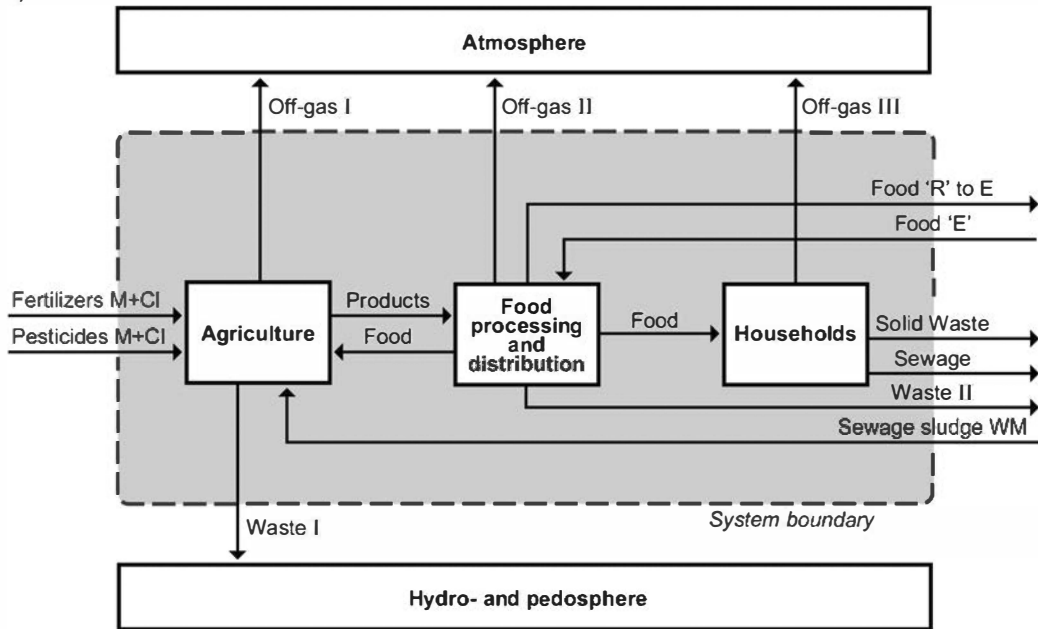 Atmosphere
Off-gas I
Off-gas II
Off-gas III
Food ‘R’ to E
Food ‘E’
Fertilizers M+CI
Pesticides M+CI
Agriculture
Products
Food
Food
processing
and
distribution
Food
Households
Solid Waste
Sewage
Waste II
Sewage sludge WM
System boundary
Waste I
Hydro- and pedosphere